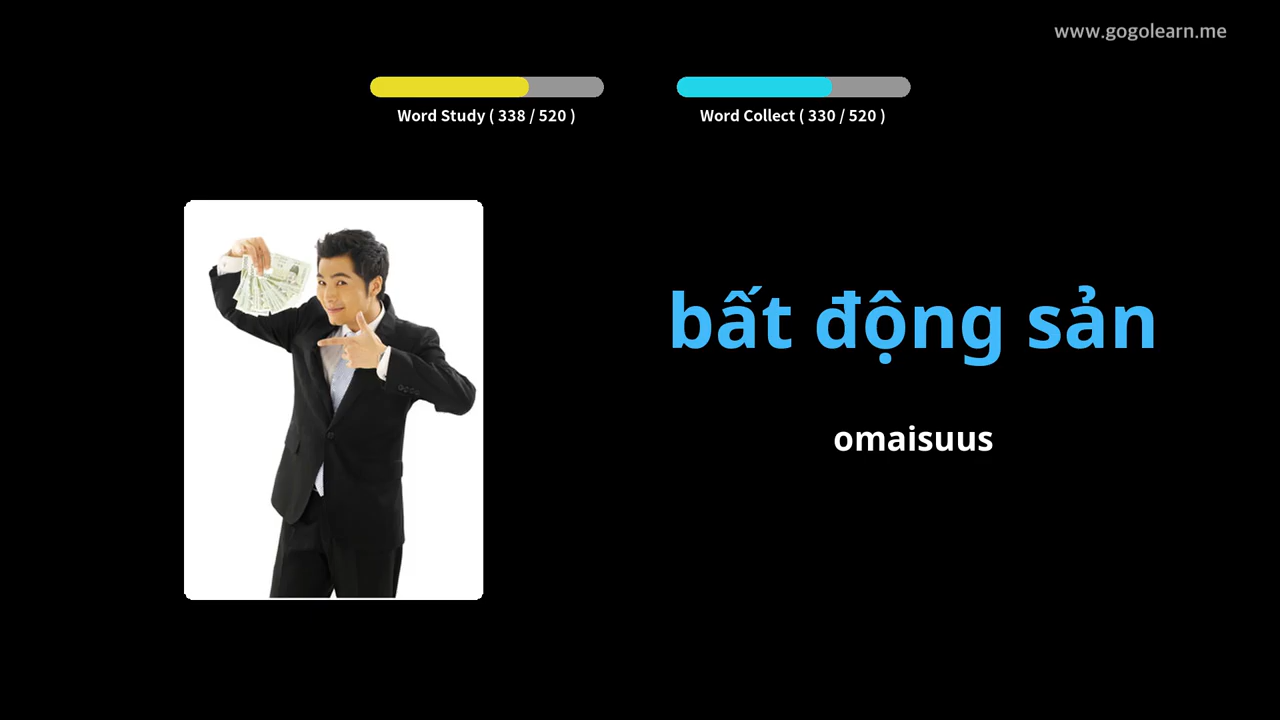 www.gogolearn.me
Word Study ( 338 / 520 )
Word Collect ( 330 / 520 )
bất động sản
omaisuus